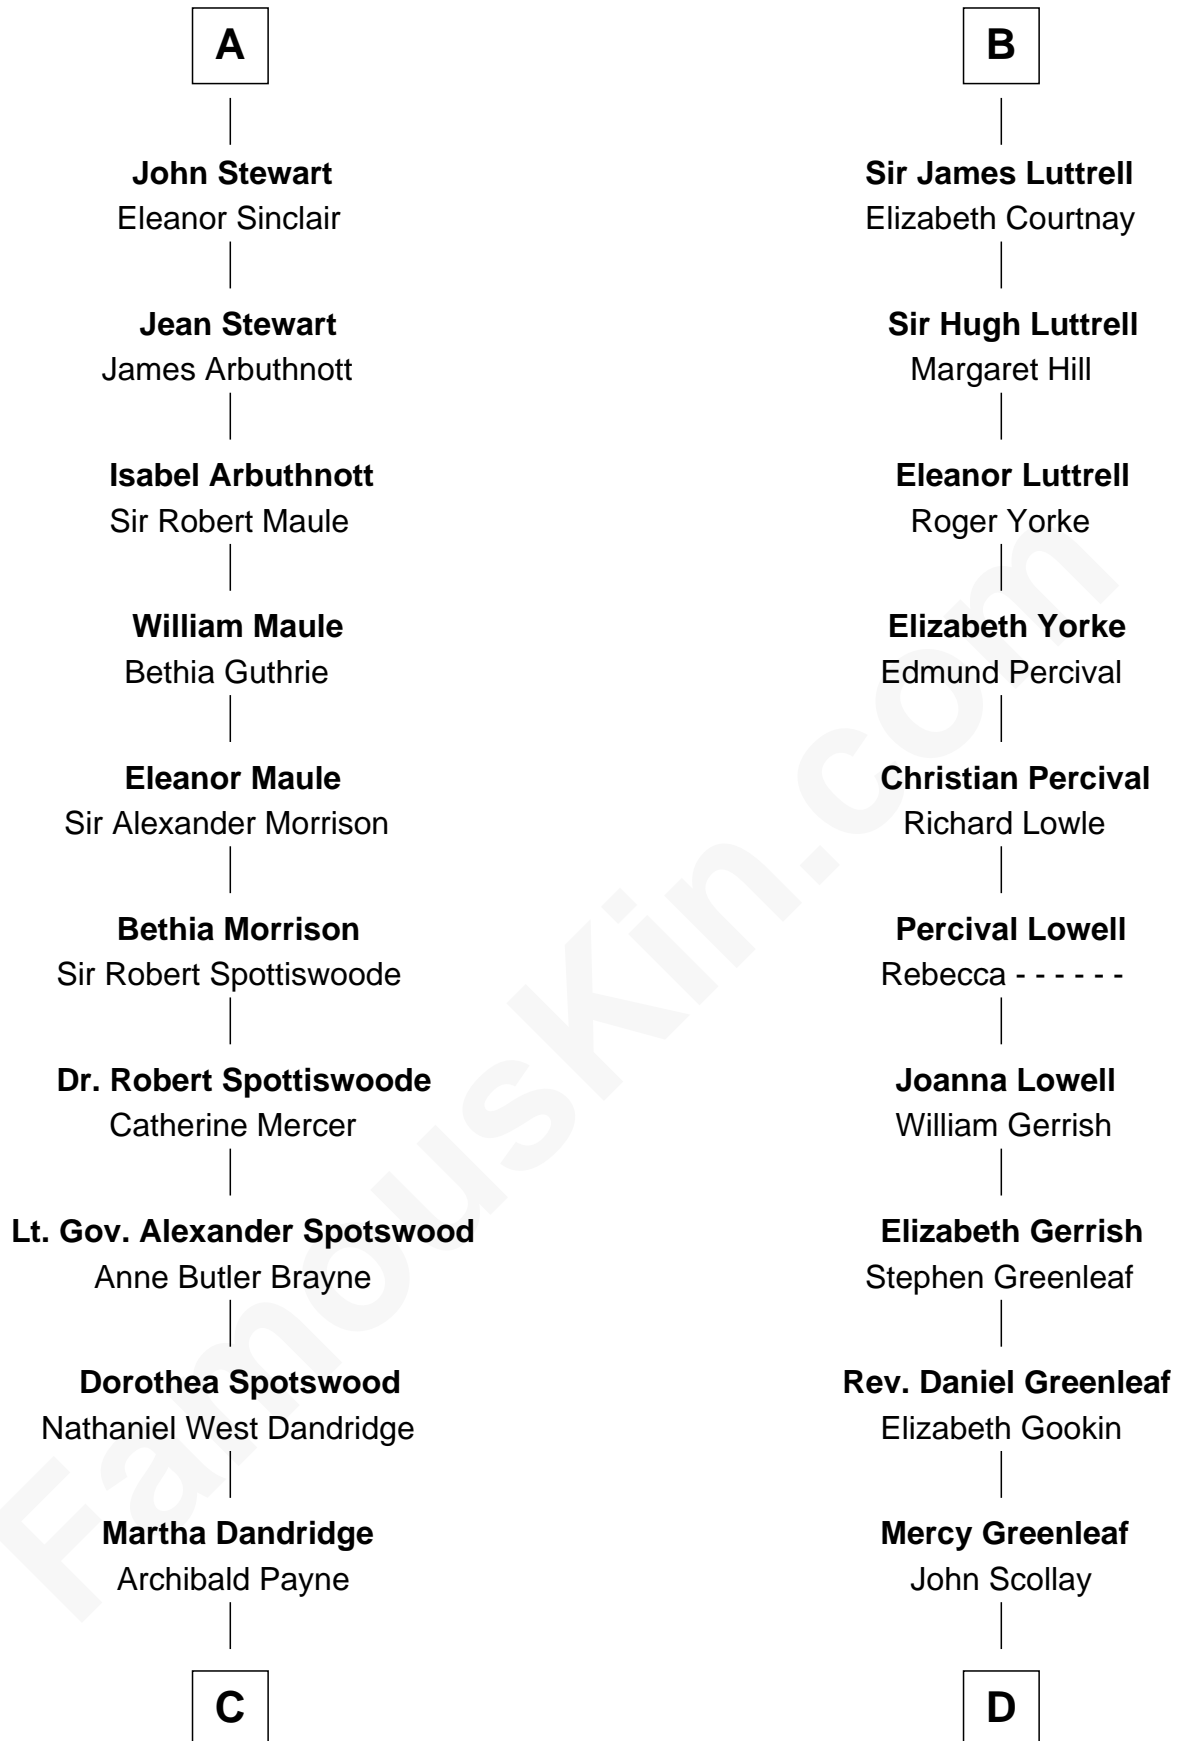 A
John Stewart
Eleanor Sinclair
Jean Stewart
James Arbuthnott
Isabel Arbuthnott
Sir Robert Maule
William Maule
Bethia Guthrie
Eleanor Maule
Sir Alexander Morrison
Bethia Morrison
Sir Robert Spottiswoode
Dr. Robert Spottiswoode
Catherine Mercer
Lt. Gov. Alexander Spotswood
Anne Butler Brayne
Dorothea Spotswood
Nathaniel West Dandridge
Martha Dandridge
Archibald Payne
C
B
Sir James Luttrell
Elizabeth Courtnay
Sir Hugh Luttrell
Margaret Hill
Eleanor Luttrell
Roger Yorke
Elizabeth Yorke
Edmund Percival
Christian Percival
Richard Lowle
Percival Lowell
Rebecca - - - - - -
Joanna Lowell
William Gerrish
Elizabeth Gerrish
Stephen Greenleaf
Rev. Daniel Greenleaf
Elizabeth Gookin
Mercy Greenleaf
John Scollay
D
FamousKin.com